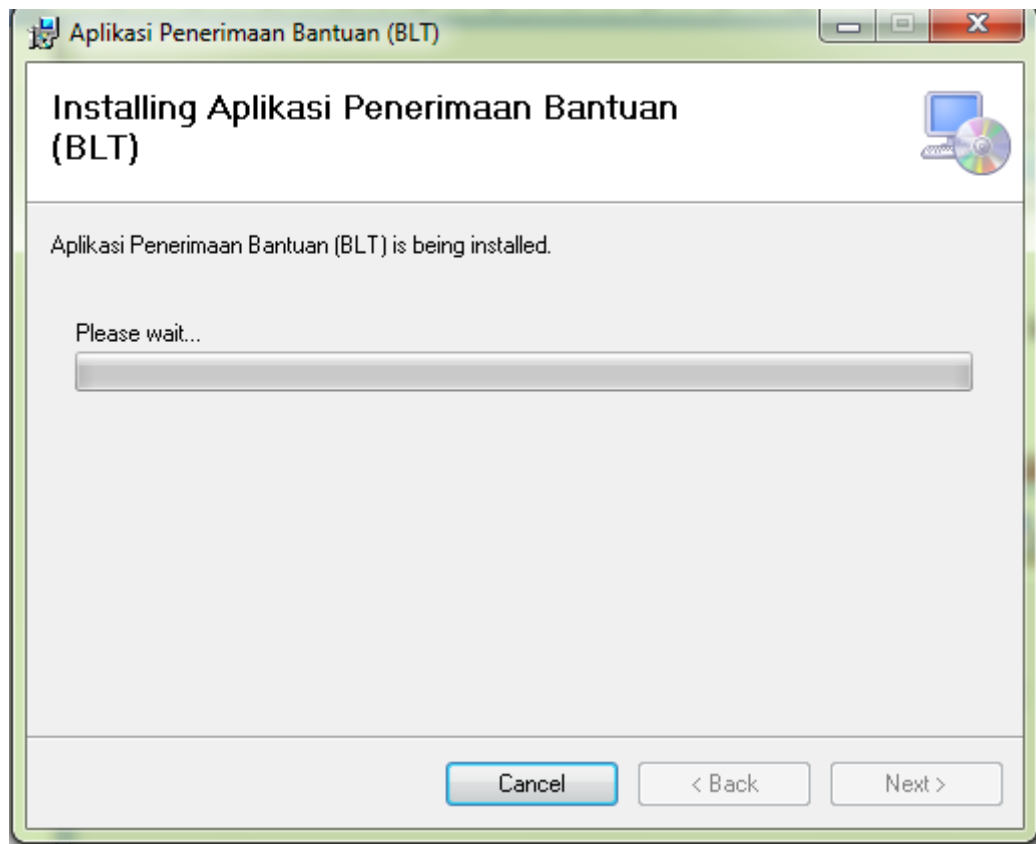 Aplikasi Penerimaan Bantuan (BLT)
Installing Aplikasi Penerimaan Bantuan
(BLT)
Aplikasi Penerimaan Bantuan (BLT) is being installed.
Please wait...
Cancel
< Back
Next >